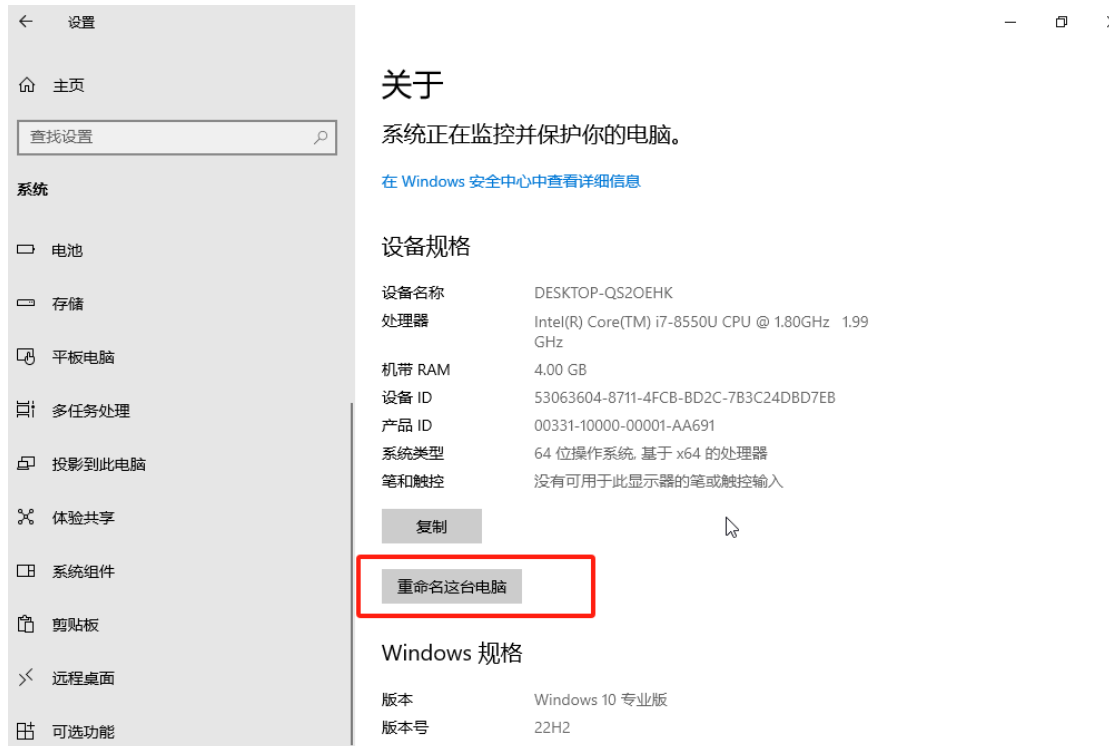 设置
主页
查找设置
系统
电池
存储
平板电脑
多任务处理
投影到此电脑
体验共享
系统组件
剪贴板
远程桌面
可选功能
关于
系统正在监控并保护你的电脑。
在 Windows 安全中心中查看详细信息
设备规格
设备名称 DESKTOP-QS2OEHK
处理器 Intel(R) Core(TM) i7-8550U CPU @ 1.80GHz 1.99
GHz
机带 RAM 4.00 GB
设备 ID 53063604-8711-4FCB-BD2C-7B3C24DBD7EB
产品 ID 00331-10000-00001-AA691
系统类型 64 位操作系统, 基于 x64 的处理器
笔和触控 没有可用于此显示器的笔或触控输入
复制
重命名这台电脑
Windows 规格
版本 Windows 10 专业版
版本号 22H2